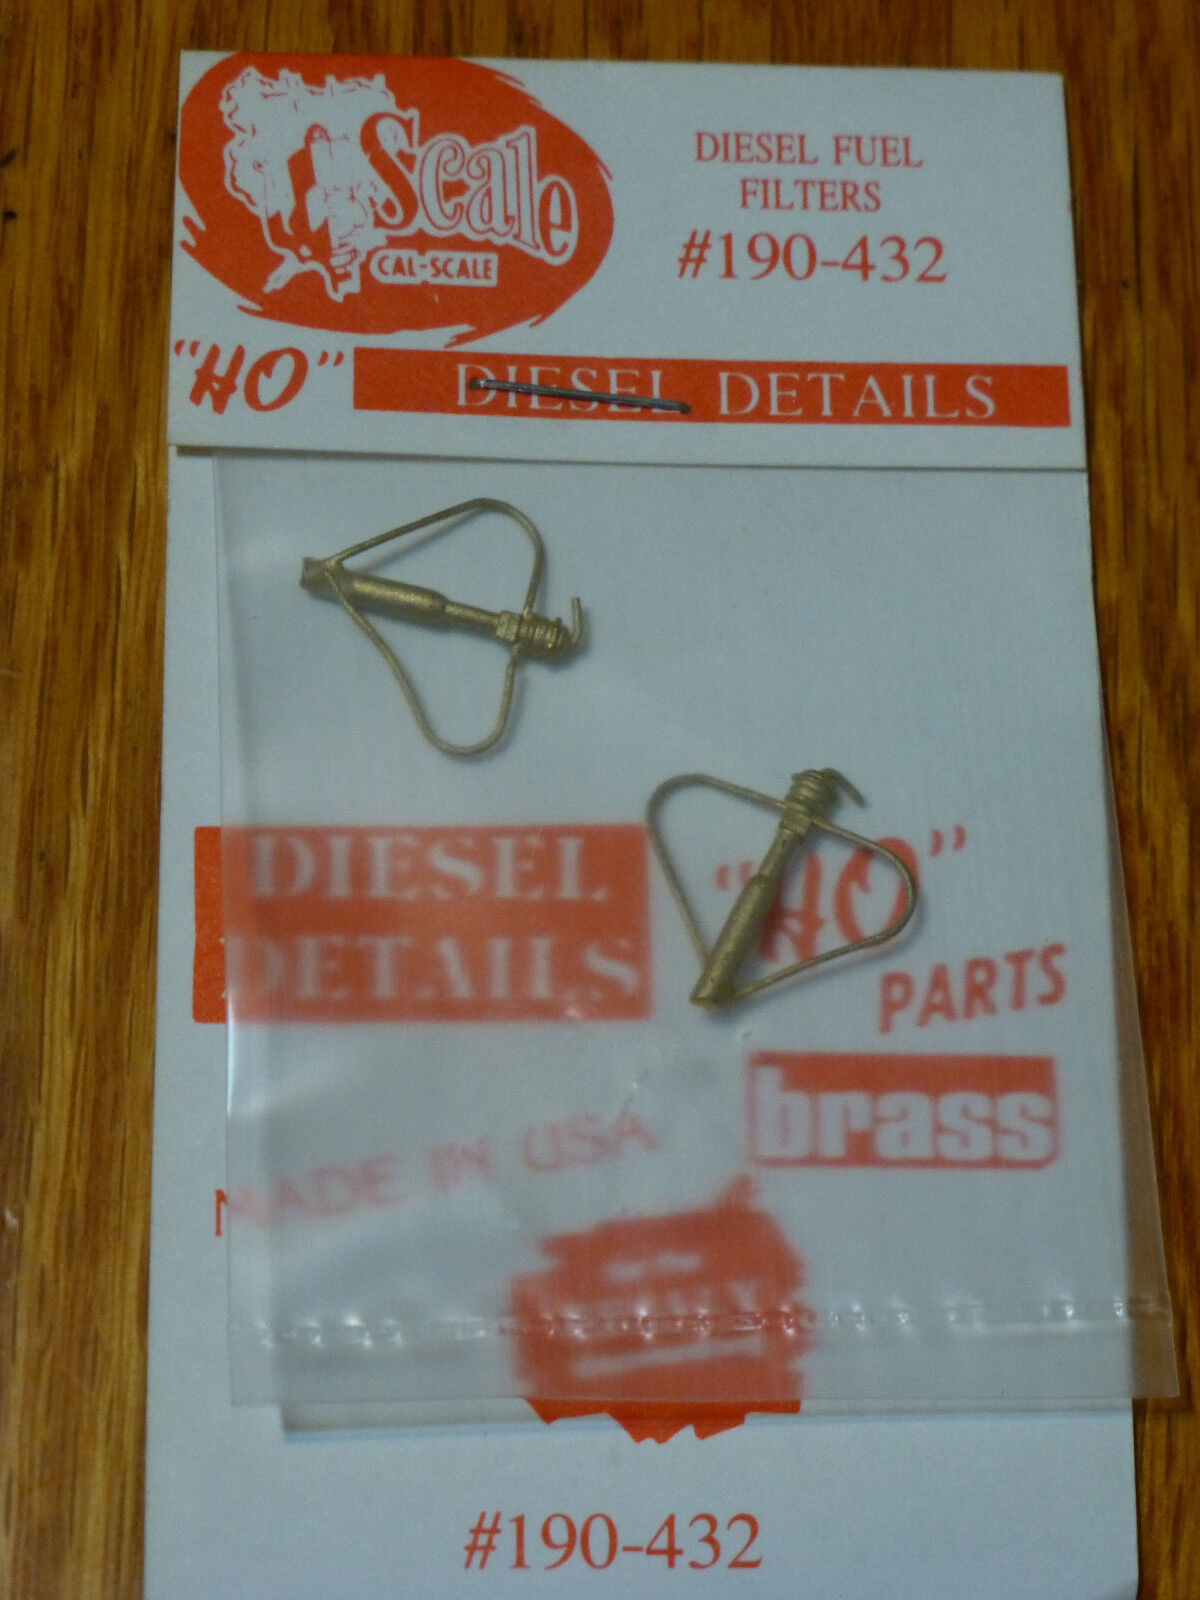 Scale
CAL-SCALE
DIESEL FUEL
FILTERS
#190-432
"HO" DIESEL DETAILS
DIESEL
DETAILS
"HO"
PARTS
brass
MADE IN USA
#190-432